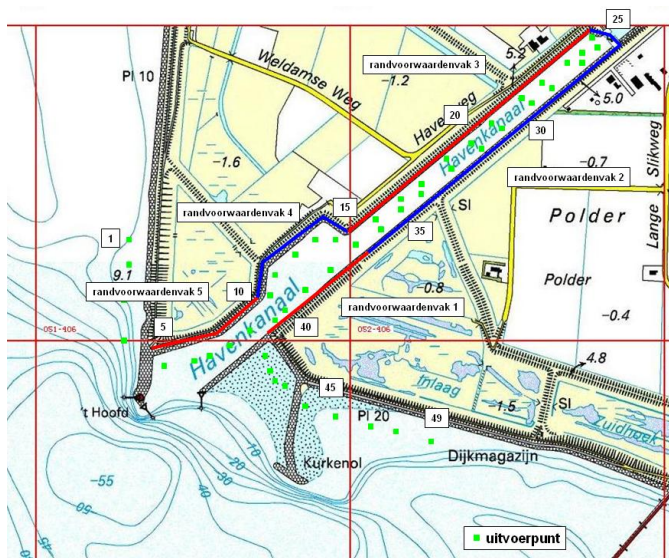 25
Pl 10
Weldamse Weg
5.2
randvoorwaardenvak 3
-1.2
Havenweg
20
Havenkanaal
5.0
30
-1.6
-0.7
Slikweg
Lange
randvoorwaardenvak 2
15
randvoorwaardenvak 4
Sl
Polder
35
1
9.1
randvoorwaardenvak 5
10
-0.8
Polder
randvoorwaardenvak 1
-0.4
Havenkanaal
051-406
5
40
052-406
4.8
Inlaag
45
-1.5
Sl
't Hoofd
Pl 20
49
Zuidhoek
10
20
30
40
-55
50
45
Kurkenol
Dijkmagazijn
uitvoerpunt